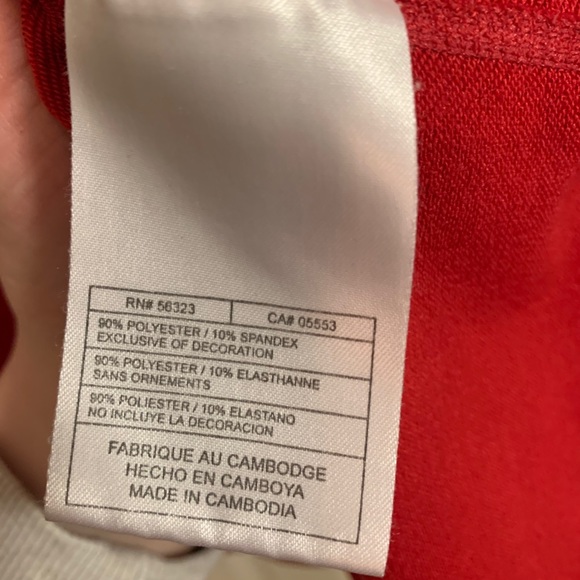 RN# 56323 CA# 05553
90% POLYESTER / 10% SPANDEX
EXCLUSIVE OF DECORATION
90% POLYESTER / 10% ELASTHANNE
SANS ORNEMENTS
90% POLIESTER / 10% ELASTANO
NO INCLUYE LA DECORACION
FABRIQUE AU CAMBODGE
HECHO EN CAMBOYA
MADE IN CAMBODIA